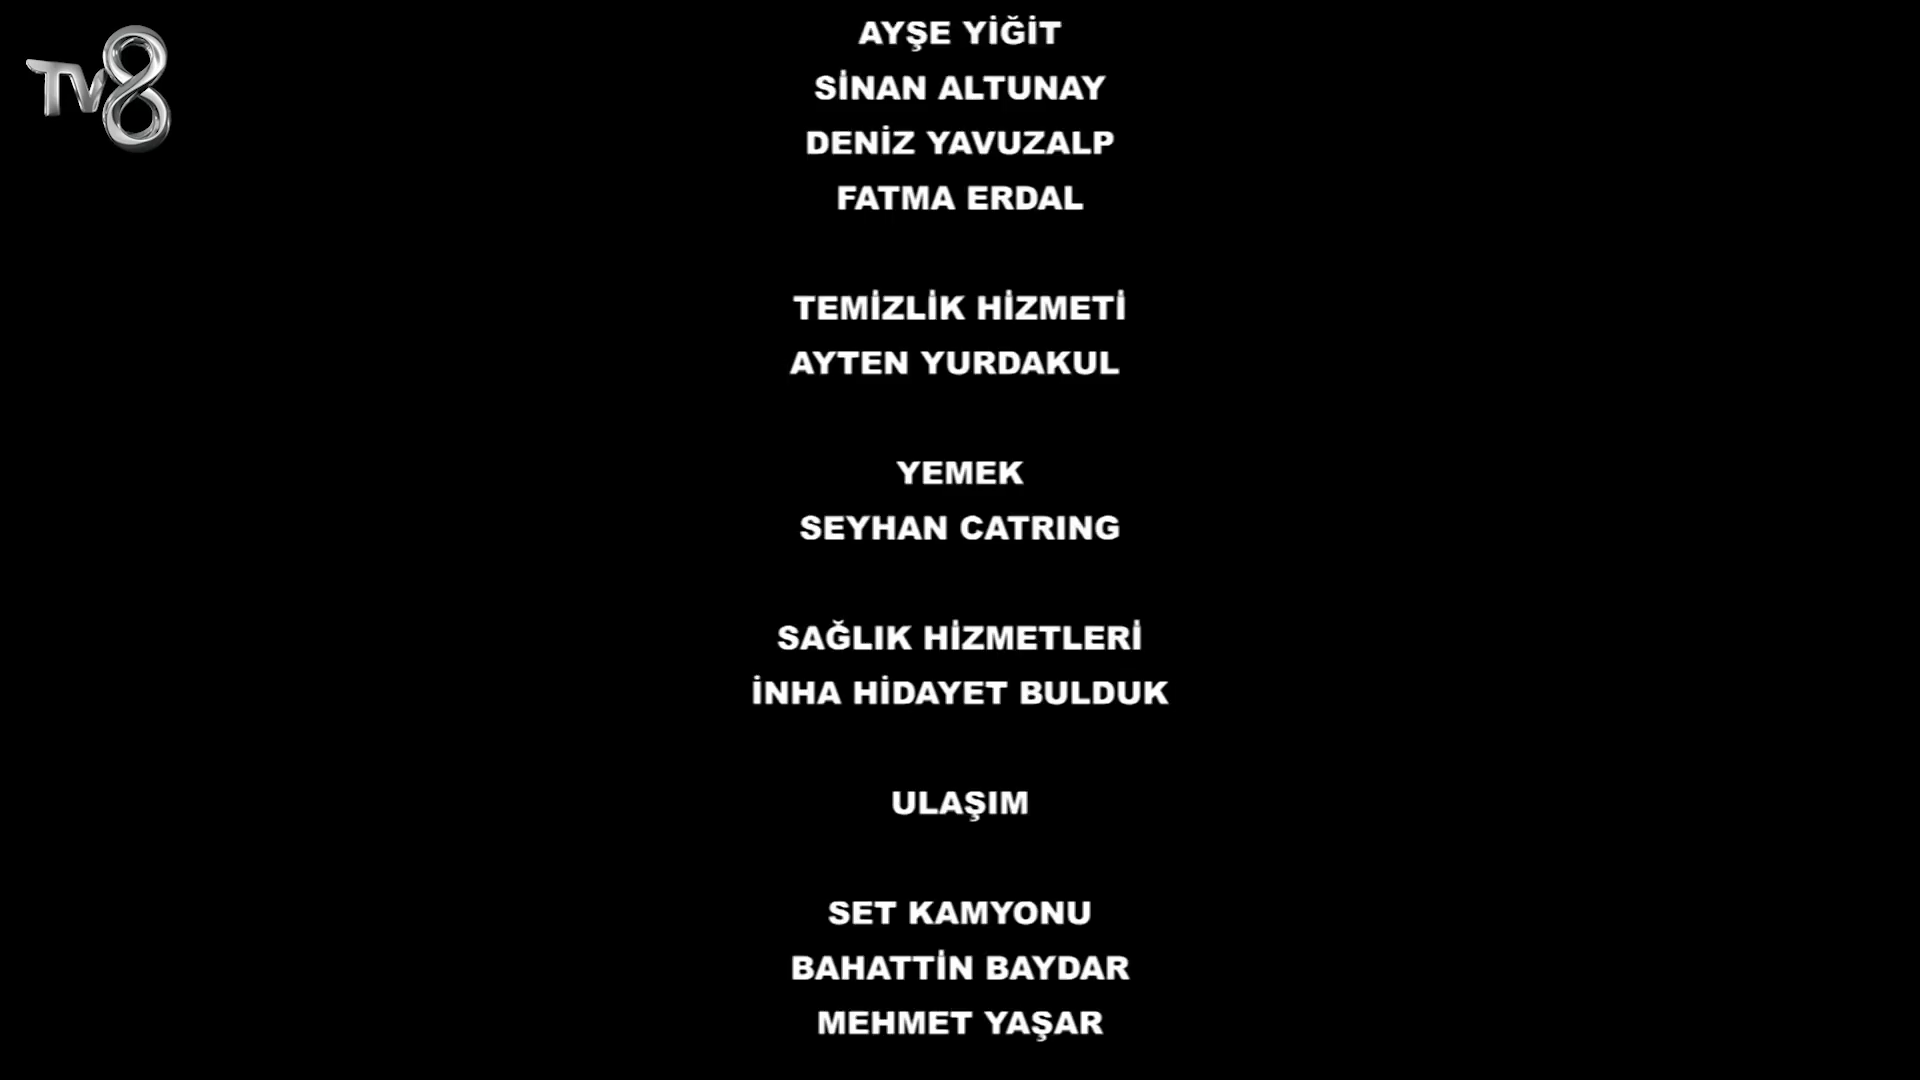 TV8
AYŞE YİĞİT
SİNAN ALTUNAY
DENİZ YAVUZALP
FATMA ERDAL
TEMİZLİK HİZMETİ
AYTEN YURDAKUL
YEMEK
SEYHAN CATRING
SAĞLIK HİZMETLERİ
İNHA HİDAYET BULDUK
ULAŞIM
SET KAMYONU
BAHATTİN BAYDAR
MEHMET YAŞAR